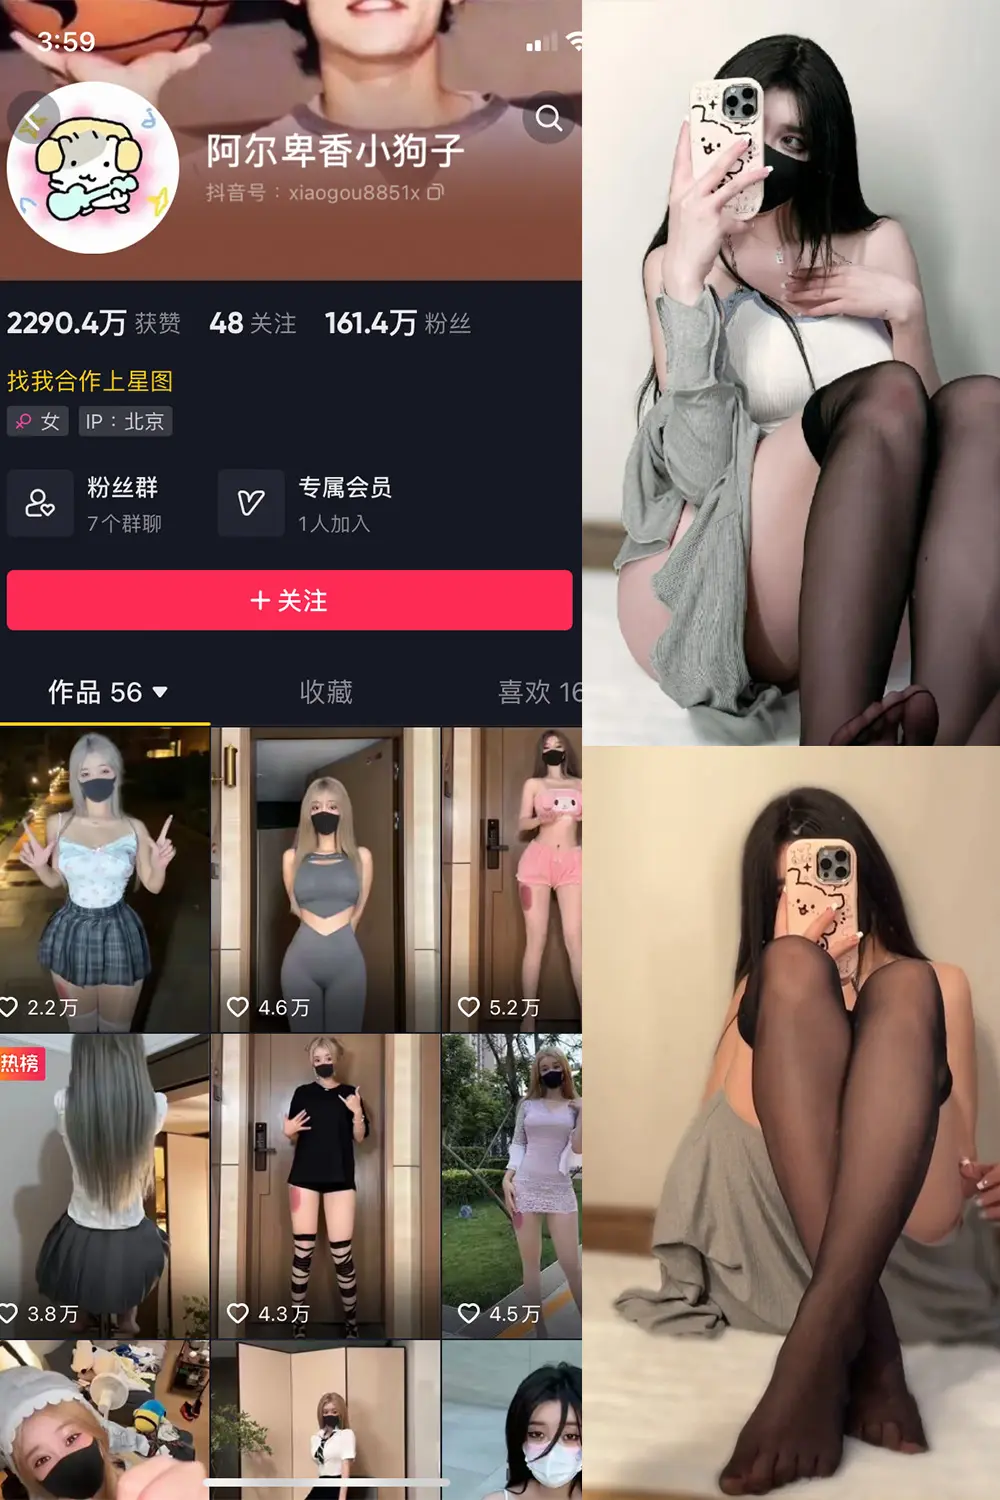 3:59
阿尔卑香小狗子
抖音号：xiaogou8851x
2290.4万 获赞 48 关注 161.4万 粉丝
找我合作上星图
女 IP：北京
粉丝群
7个群聊
专属会员
1人加入
+ 关注
作品 56 收藏 喜欢 16
2.2万 4.6万 5.2万
热榜
3.8万 4.3万 4.5万